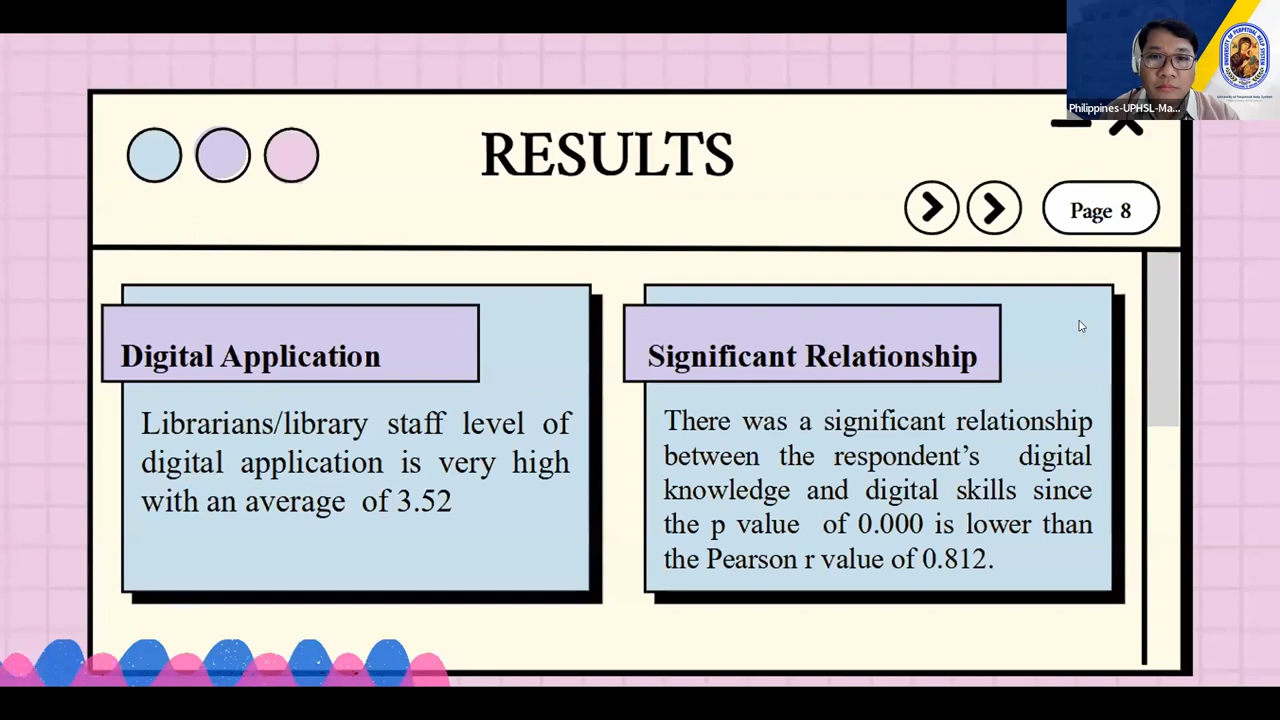 Philippines-UPHSL-Ma...
RESULTS
Page 8
Digital Application
Librarians/library staff level of
digital application is very high
with an average of 3.52
Significant Relationship
There was a significant relationship
between the respondent's digital
knowledge and digital skills since
the p value of 0.000 is lower than
the Pearson r value of 0.812.